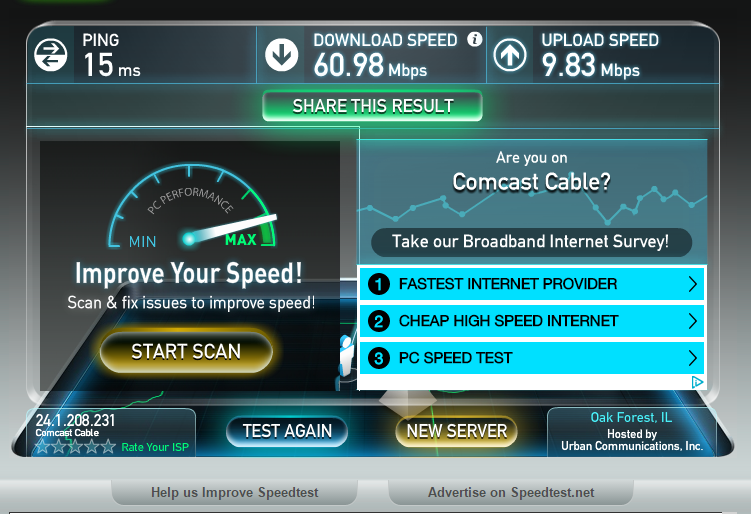 PING
15 ms
DOWNLOAD SPEED i
60.98 Mbps
UPLOAD SPEED
9.83 Mbps
SHARE THIS RESULT
PC PERFORMANCE
MIN
MAX
Improve Your Speed!
Scan & fix issues to improve speed!
START SCAN
Are you on
Comcast Cable?
Take our Broadband Internet Survey!
1 FASTEST INTERNET PROVIDER
2 CHEAP HIGH SPEED INTERNET
3 PC SPEED TEST
24.1.208.231
Comcast Cable
Rate Your ISP
TEST AGAIN
NEW SERVER
Oak Forest, IL
Hosted by
Urban Communications, Inc.
Help us Improve Speedtest
Advertise on Speedtest.net